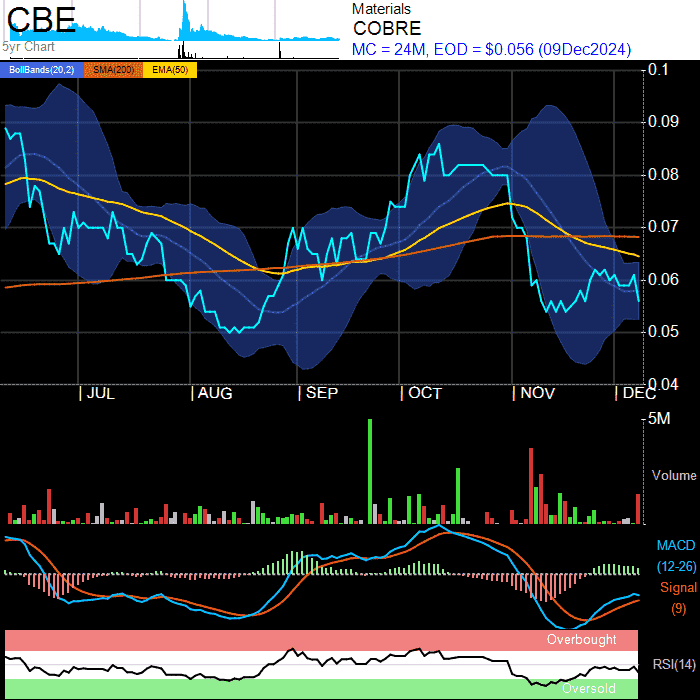 CBE
5yr Chart
Materials
COBRE
MC = 24M, EOD = $0.056 (09Dec2024)
BollBands(20,2) SMA(200) EMA(50)
0.1
0.09
0.08
0.07
0.06
0.05
0.04
JUL AUG SEP OCT NOV DEC
5M
Volume
MACD
(12-26)
Signal
(9)
Overbought
RSI(14)
Oversold